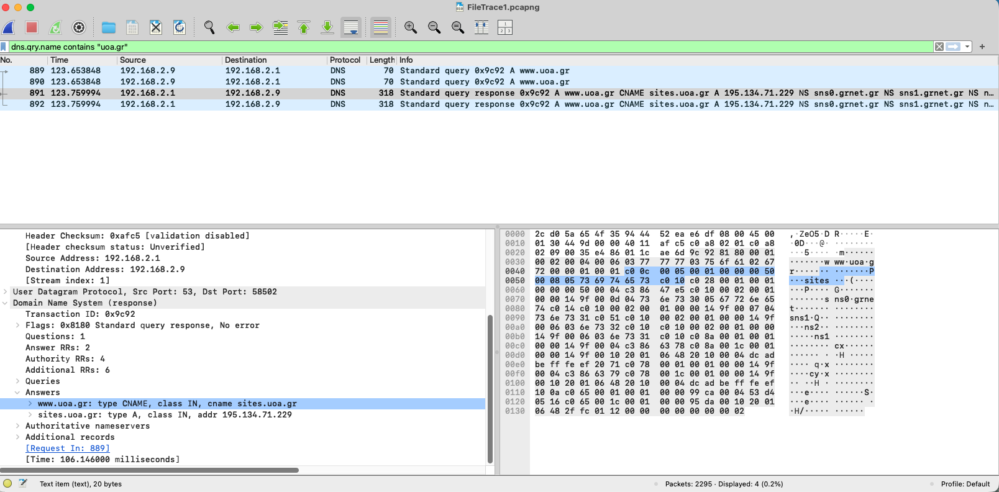 FileTrace1.pcapng
dns.qry.name contains "uoa.gr"
No. Time Source Destination Protocol Length Info
889 123.653848 192.168.2.9 192.168.2.1 DNS 70 Standard query 0x9c92 A www.uoa.gr
890 123.653848 192.168.2.9 192.168.2.1 DNS 70 Standard query 0x9c92 A www.uoa.gr
891 123.759994 192.168.2.1 192.168.2.9 DNS 318 Standard query response 0x9c92 A www.uoa.gr CNAME sites.uoa.gr A 195.134.71.229 NS sns0.grnet.gr NS sns1.grnet.gr NS n…
892 123.759994 192.168.2.1 192.168.2.9 DNS 318 Standard query response 0x9c92 A www.uoa.gr CNAME sites.uoa.gr A 195.134.71.229 NS sns0.grnet.gr NS sns1.grnet.gr NS n…
Header Checksum: 0xafc5 [validation disabled]
[Header checksum status: Unverified]
Source Address: 192.168.2.1
Destination Address: 192.168.2.9
[Stream index: 1]
User Datagram Protocol, Src Port: 53, Dst Port: 58502
Domain Name System (response)
Transaction ID: 0x9c92
Flags: 0x8180 Standard query response, No error
Questions: 1
Answer RRs: 2
Authority RRs: 4
Additional RRs: 6
Queries
Answers
www.uoa.gr: type CNAME, class IN, cname sites.uoa.gr
sites.uoa.gr: type A, class IN, addr 195.134.71.229
Authoritative nameservers
Additional records
[Request In: 889]
[Time: 106.146000 milliseconds]
0000 2c d0 5a 65 4f 35 94 44 52 ea e6 df 08 00 45 00 ,·ZeO5·D R·····E·
0010 01 30 44 9d 00 00 40 11 af c5 c0 a8 02 01 c0 a8 ·0D···@· ········
0020 02 09 00 35 e4 86 01 1c ae 6d 9c 92 81 80 00 01 ···5···· ·m······
0030 00 02 00 04 00 06 03 77 77 77 03 75 6f 61 02 67 ·······w ww·uoa·g
0040 72 00 00 01 00 01 c0 0c 00 05 00 01 00 00 00 50 r······· ·······P
0050 00 08 05 73 69 74 65 73 c0 10 c0 28 00 01 00 01 ···sites ···(····
0060 00 00 00 50 00 04 c3 86 47 e5 c0 10 00 02 00 01 ···P···· G·······
0070 00 00 14 9f 00 0d 04 73 6e 73 30 05 67 72 6e 65 ·······s ns0·grne
0080 74 c0 14 c0 10 00 02 00 01 00 00 14 9f 00 07 04 t······· ········
0090 73 6e 73 31 c0 51 c0 10 00 02 00 01 00 00 14 9f sns1·Q·· ········
00a0 00 06 03 6e 73 32 c0 10 c0 10 00 02 00 01 00 00 ···ns2·· ········
00b0 14 9f 00 06 03 6e 73 31 c0 10 c0 8a 00 01 00 01 ·····ns1 ········
00c0 00 00 14 9f 00 04 c3 86 63 78 c0 8a 00 1c 00 01 ········ cx······
00d0 00 00 14 9f 00 10 20 01 06 48 20 10 00 04 dc ad ······ · ·H ·····
00e0 be ff fe ef 20 71 c0 78 00 01 00 01 00 00 14 9f ···· q·x ········
00f0 00 04 c3 86 63 79 c0 78 00 1c 00 01 00 00 14 9f ····cy·x ········
0100 00 10 20 01 06 48 20 10 00 04 dc ad be ff fe ef ·· ··H · ········
0110 10 0a c0 65 00 01 00 01 00 00 99 ca 00 04 53 d4 ···e···· ······S·
0120 05 16 c0 65 00 1c 00 01 00 00 95 da 00 10 20 01 ···e···· ······ ·
0130 06 48 2f fc 01 12 00 00 00 00 00 00 00 02 ·H/····· ······
Text item (text), 20 bytes
Packets: 2295 · Displayed: 4 (0.2%)
Profile: Default